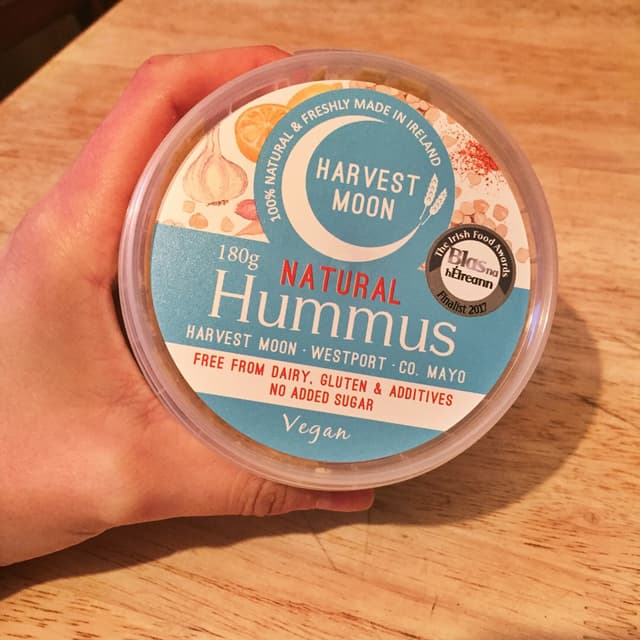 100% NATURAL & FRESHLY MADE IN IRELAND
HARVEST
MOON
The Irish Food Awards
Blas na
hÉireann
Finalist 2017
180g
NATURAL
Hummus
HARVEST MOON · WESTPORT · CO. MAYO
FREE FROM DAIRY, GLUTEN & ADDITIVES
NO ADDED SUGAR
Vegan